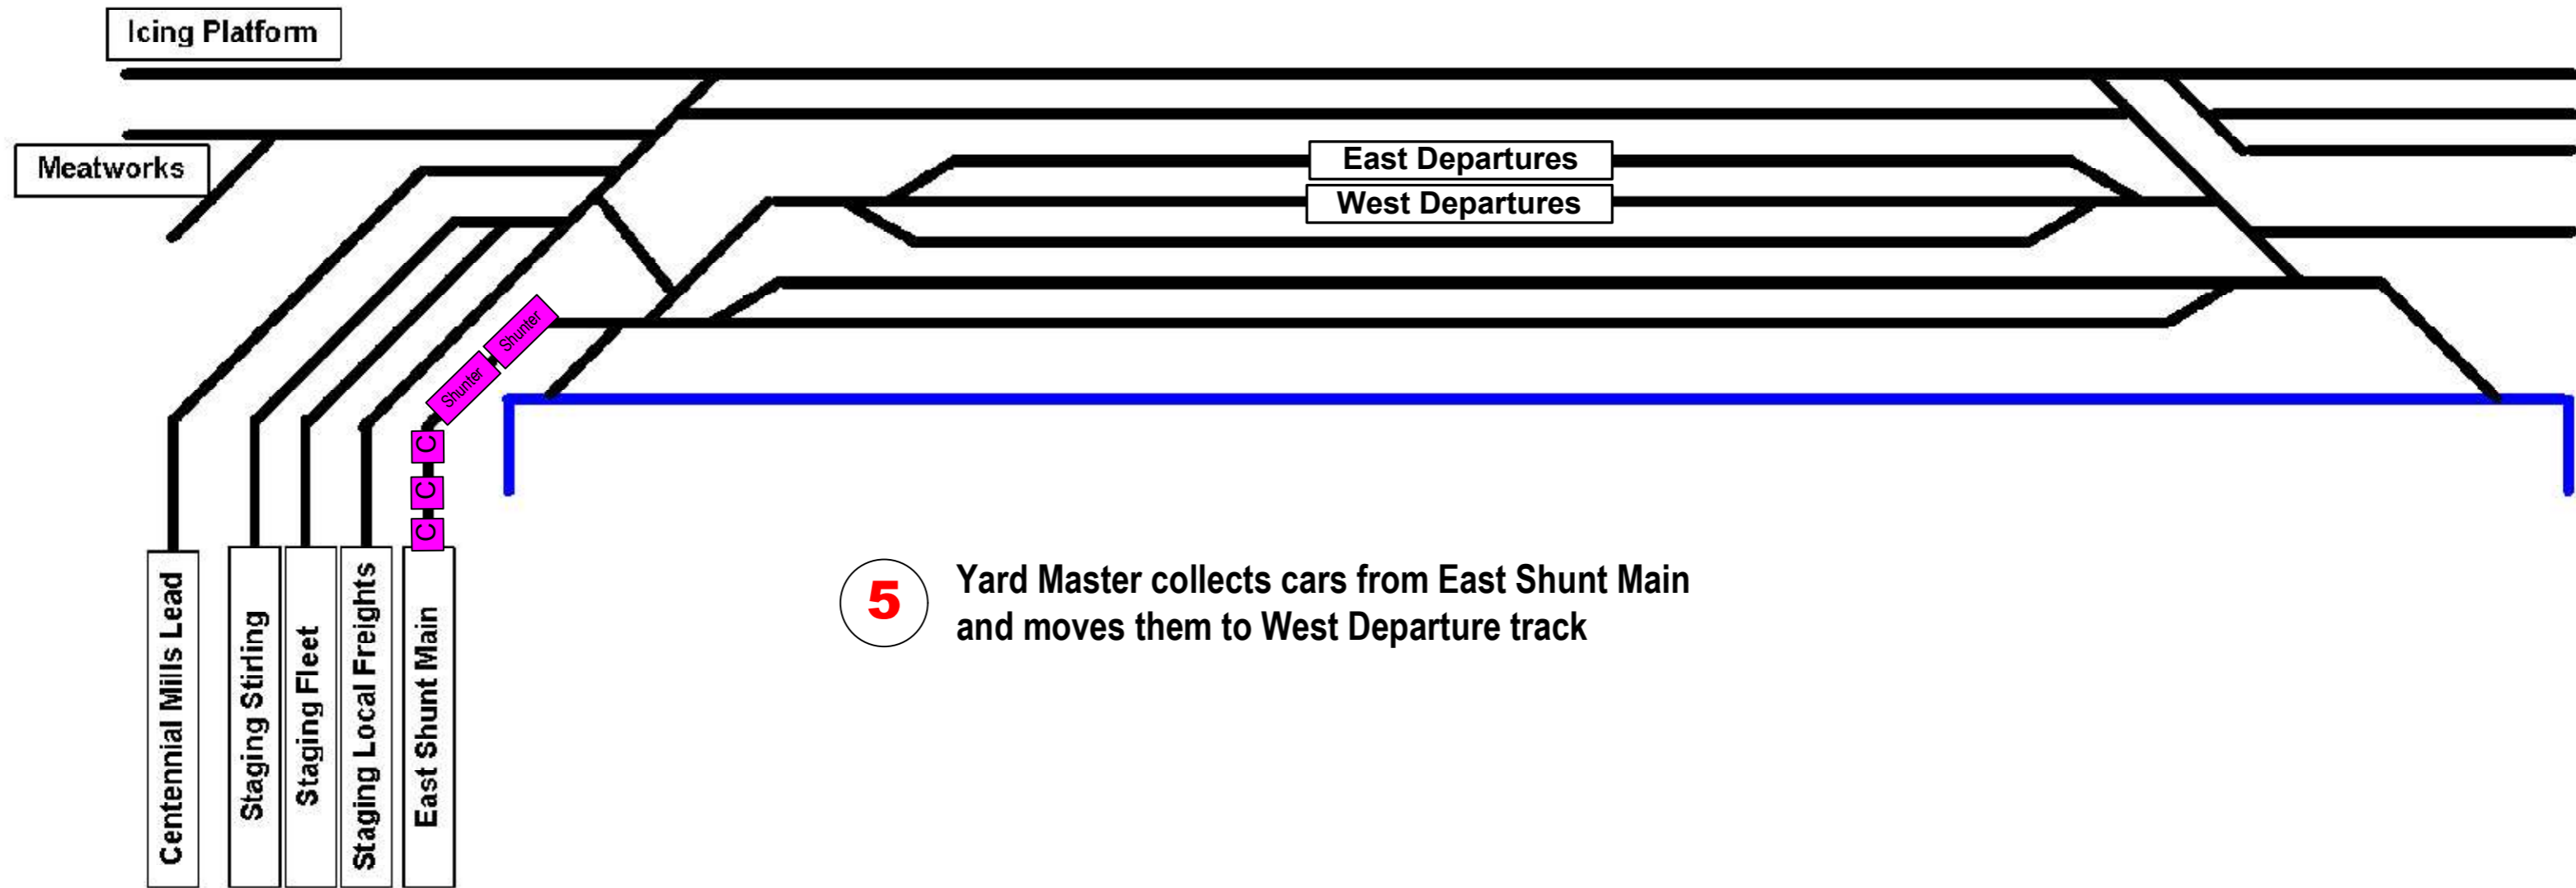 Icing Platform
Meatworks
East Departures
West Departures
Shunter
Shunter
C
C
C
Centennial Mills Lead
Staging Stirling
Staging Fleet
Staging Local Freights
East Shunt Main
5
Yard Master collects cars from East Shunt Main
and moves them to West Departure track